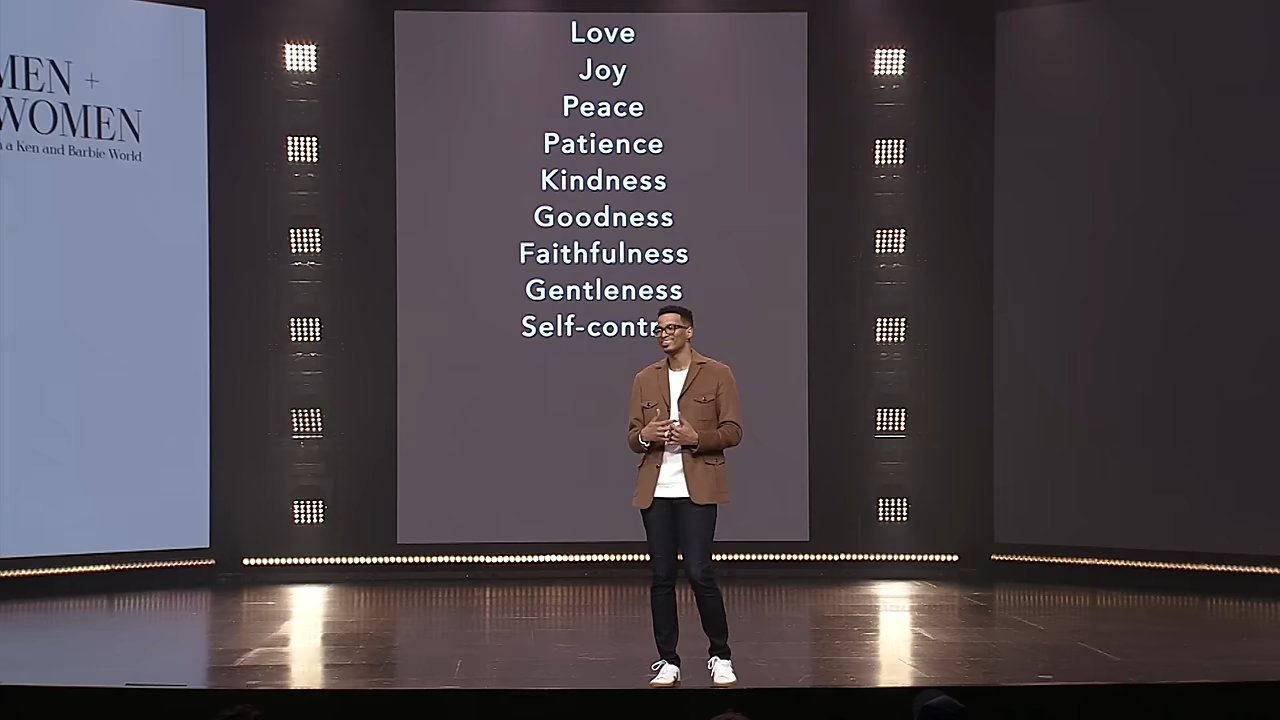 MEN +
WOMEN
a Ken and Barbie World
Love
Joy
Peace
Patience
Kindness
Goodness
Faithfulness
Gentleness
Self-contr